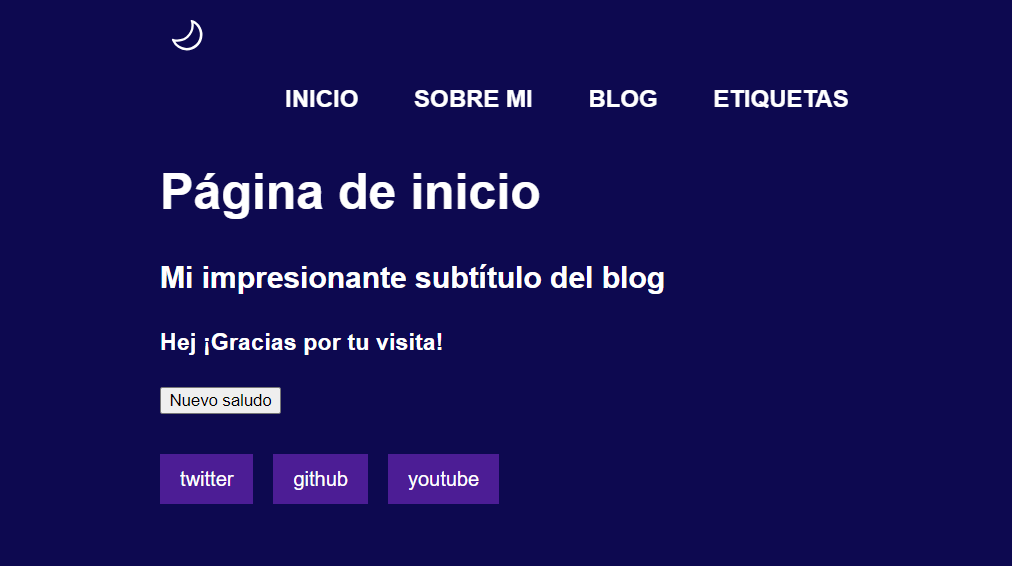 INICIO SOBRE MI BLOG ETIQUETAS
Página de inicio
Mi impresionante subtítulo del blog
Hej ¡Gracias por tu visita!
Nuevo saludo
twitter github youtube